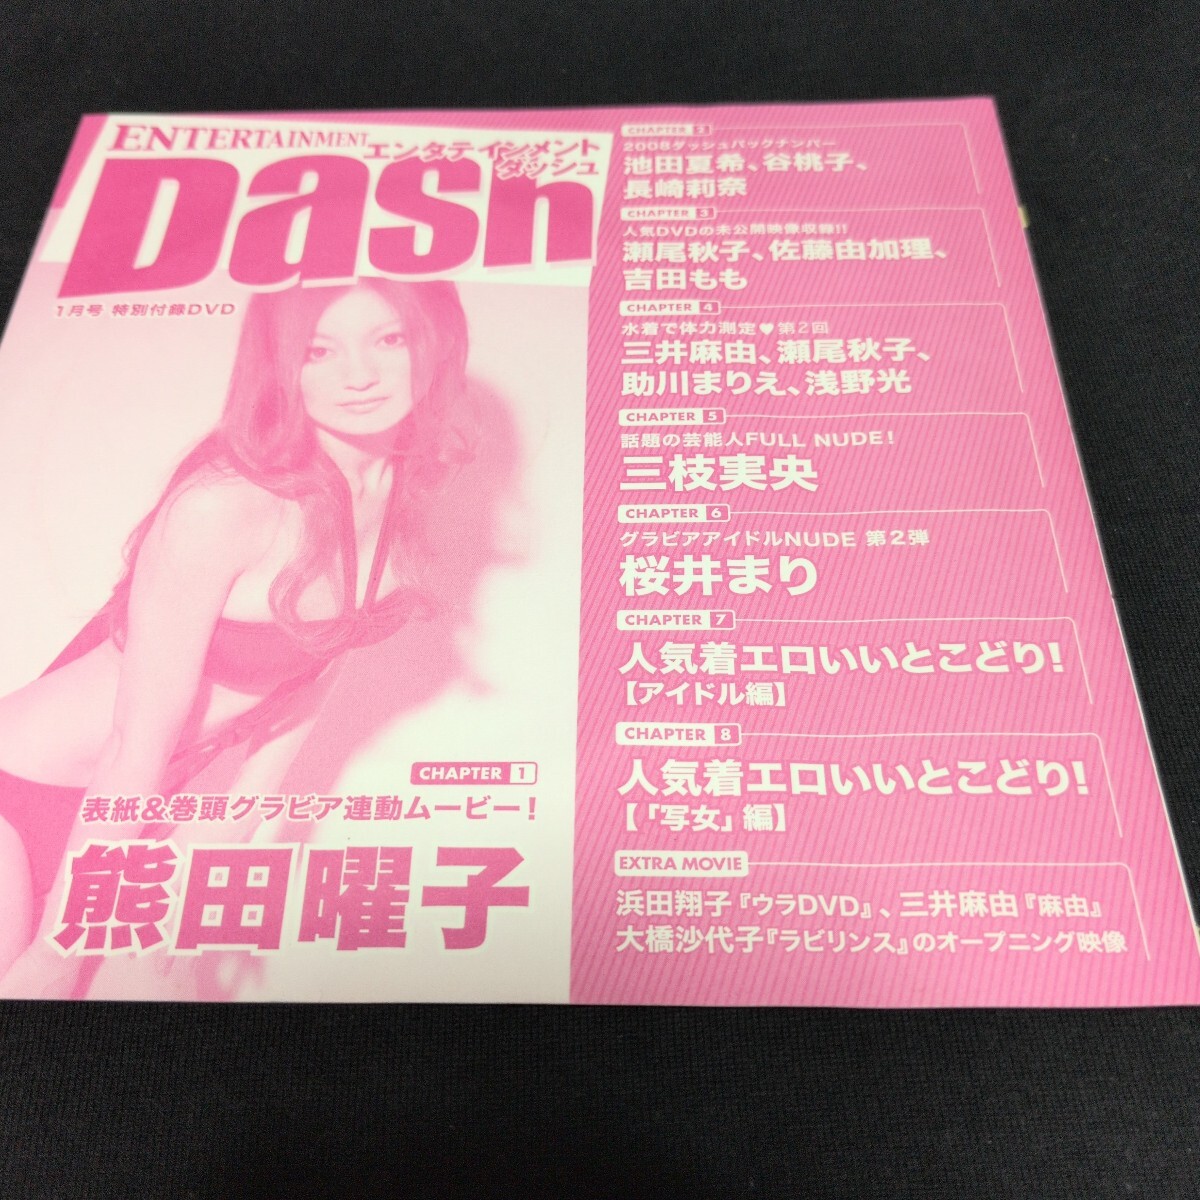 ENTERTAINMENT
Dash
エンタテインメント
ダッシュ
1月号 特別付録DVD
CHAPTER 1
表紙&巻頭グラビア連動ムービー!
熊田曜子
CHAPTER 2
2008ダッシュバックナンバー
池田夏希、谷桃子、
長崎莉奈
CHAPTER 3
人気DVDの未公開映像収録!!
瀬尾秋子、佐藤由加理、
吉田もも
CHAPTER 4
水着で体力測定♥第2回
三井麻由、瀬尾秋子、
助川まりえ、浅野光
CHAPTER 5
話題の芸能人FULL NUDE!
三枝実央
CHAPTER 6
グラビアアイドルNUDE 第2弾
桜井まり
CHAPTER 7
人気着エロいいとこどり!
【アイドル編】
CHAPTER 8
人気着エロいいとこどり!
【「写女」編】
EXTRA MOVIE
浜田翔子『ウラDVD』、三井麻由『麻由』
大橋沙代子『ラビリンス』のオープニング映像